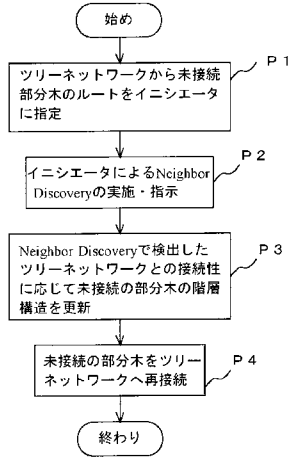 始め
P1
ツリーネットワークから未接続
部分木のルートをイニシエータ
に指定
P2
イニシエータによるNeighbor
Discoveryの実施・指示
P3
Neighbor Discoveryで検出した
ツリーネットワークとの接続性
に応じて未接続の部分木の階層
構造を更新
P4
未接続の部分木をツリー
ネットワークへ再接続
終わり